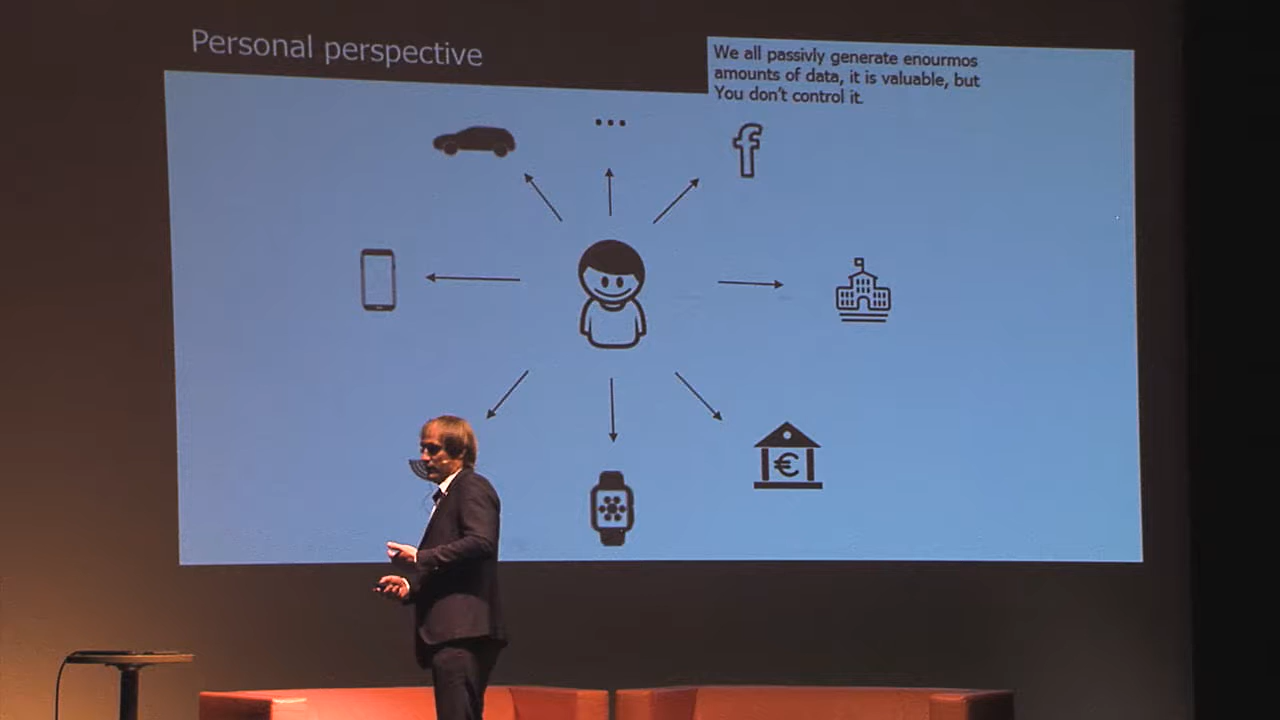 Personal perspective
We all passivly generate enourmos
amounts of data, it is valuable, but
You don't control it.
...
f
€